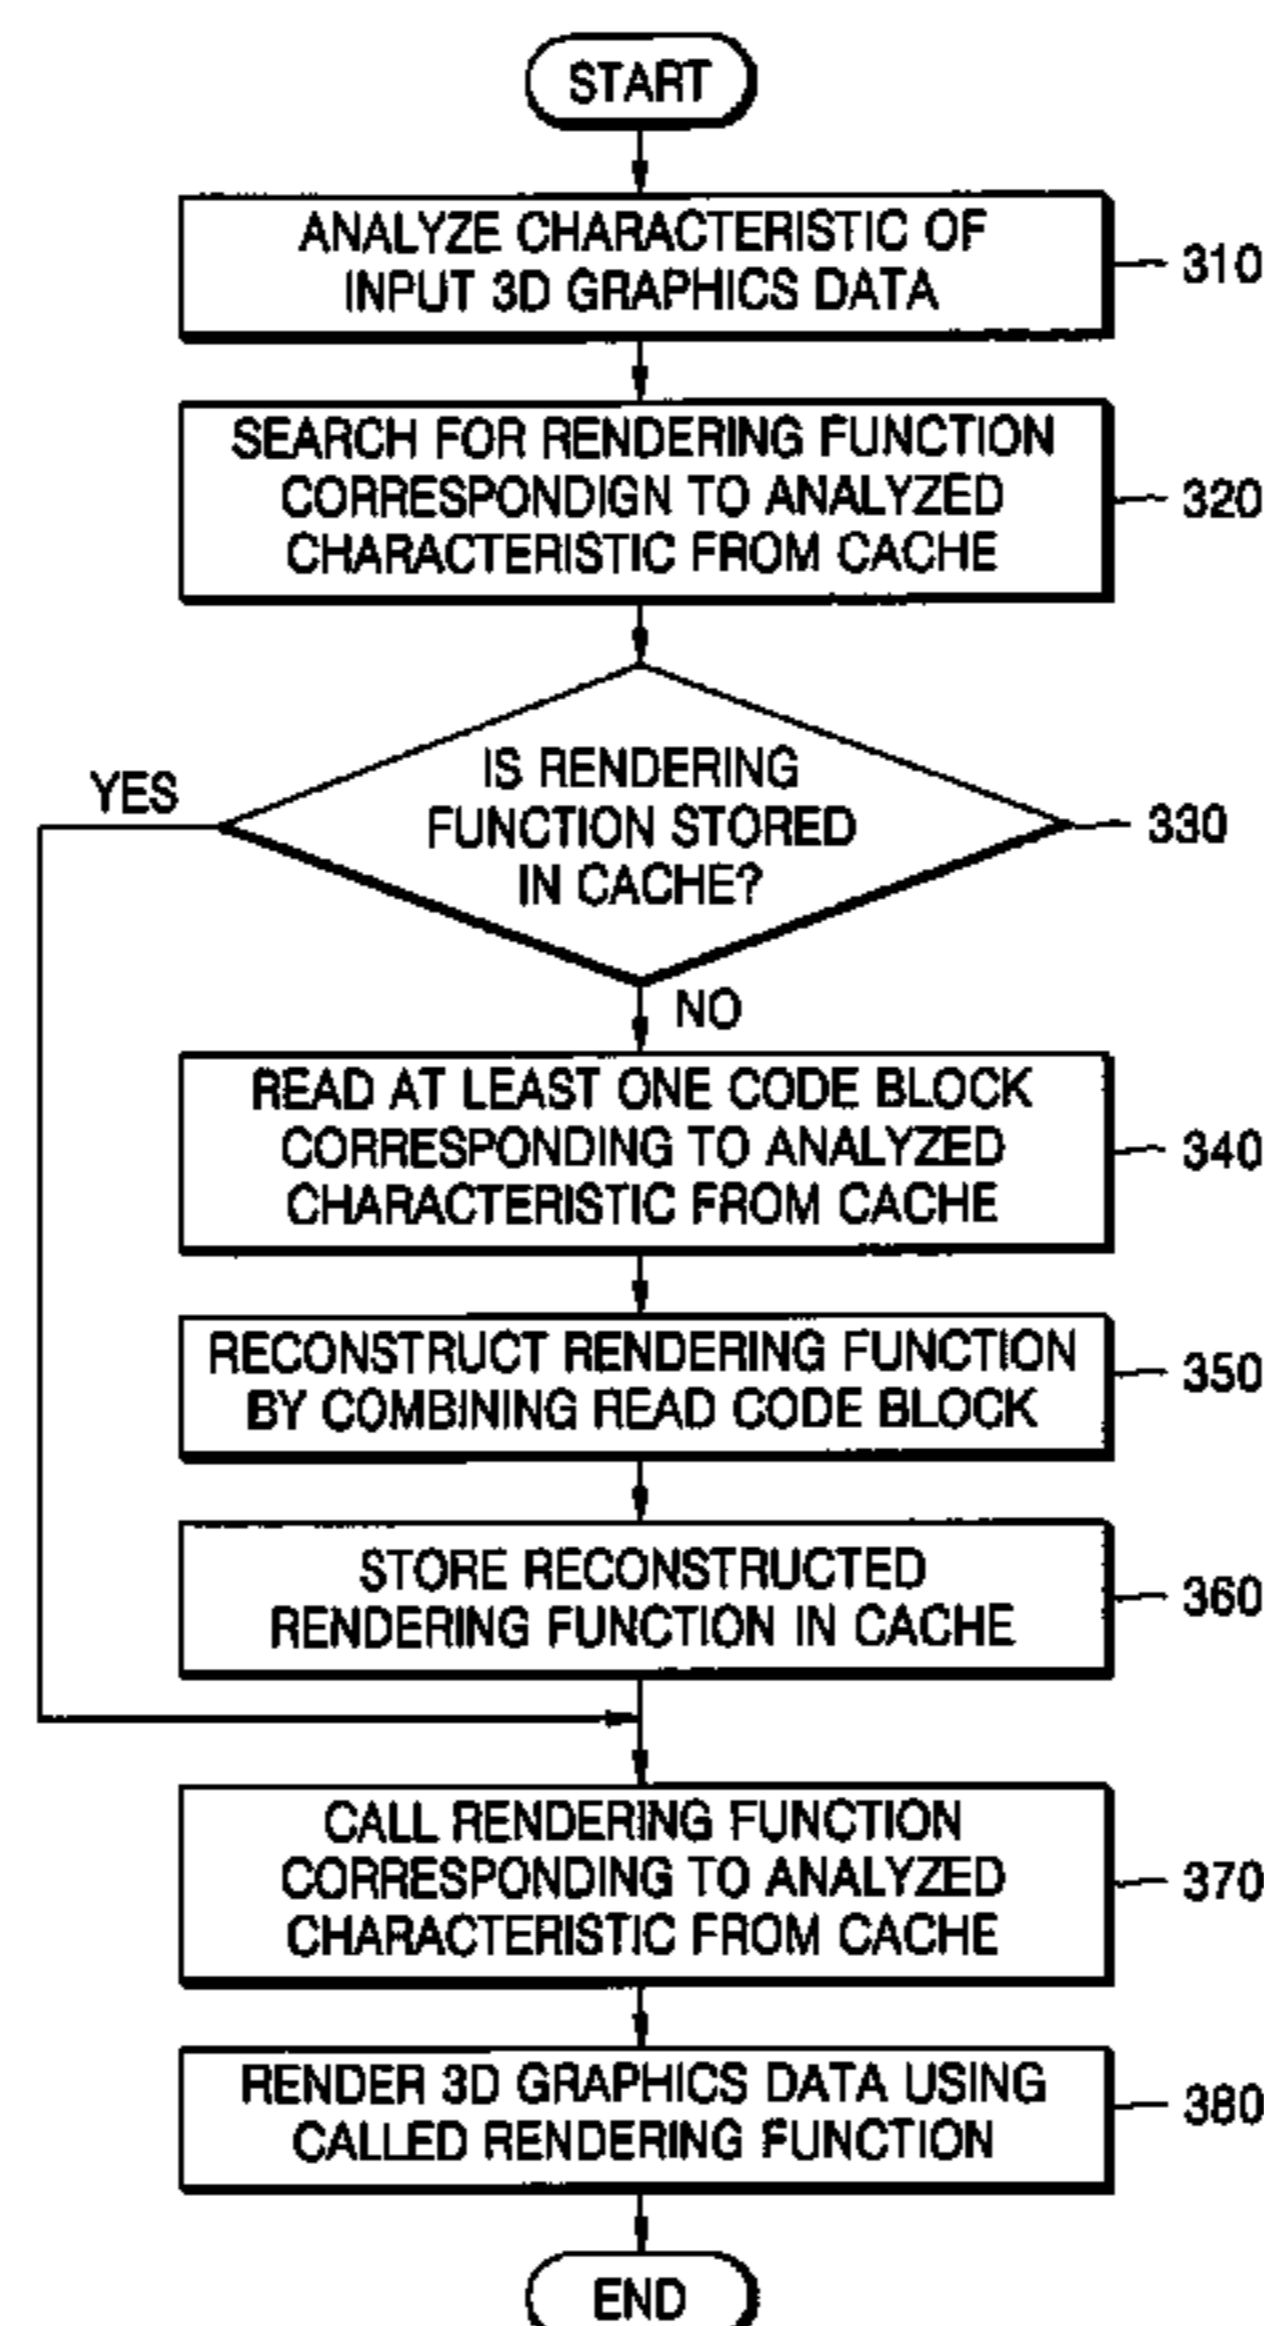 START
ANALYZE CHARACTERISTIC OF
INPUT 3D GRAPHICS DATA
310
SEARCH FOR RENDERING FUNCTION
CORRESPONDIGN TO ANALYZED
CHARACTERISTIC FROM CACHE
320
IS RENDERING
FUNCTION STORED
IN CACHE?
330
YES
NO
READ AT LEAST ONE CODE BLOCK
CORRESPONDING TO ANALYZED
CHARACTERISTIC FROM CACHE
340
RECONSTRUCT RENDERING FUNCTION
BY COMBINING READ CODE BLOCK
350
STORE RECONSTRUCTED
RENDERING FUNCTION IN CACHE
360
CALL RENDERING FUNCTION
CORRESPONDING TO ANALYZED
CHARACTERISTIC FROM CACHE
370
RENDER 3D GRAPHICS DATA USING
CALLED RENDERING FUNCTION
380
END